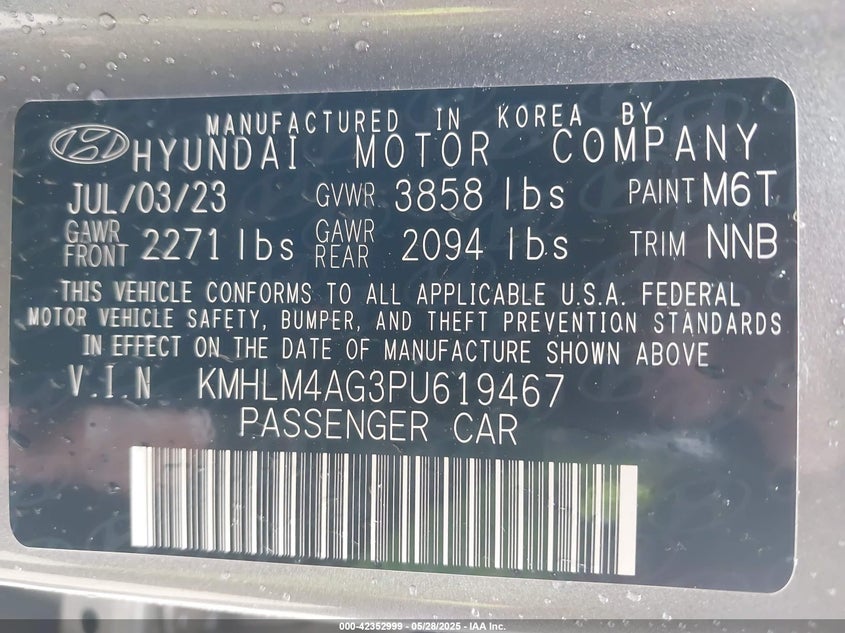 MANUFACTURED IN KOREA BY
HYUNDAI MOTOR COMPANY
JUL/03/23 GVWR 3858 lbs PAINT M6T
GAWR FRONT 2271 lbs GAWR REAR 2094 lbs TRIM NNB
THIS VEHICLE CONFORMS TO ALL APPLICABLE U.S.A. FEDERAL
MOTOR VEHICLE SAFETY, BUMPER, AND THEFT PREVENTION STANDARDS
IN EFFECT ON THE DATE OF MANUFACTURE SHOWN ABOVE
V.I.N KMHLM4AG3PU619467
PASSENGER CAR
000-42352999 - 05/28/2025 - IAA Inc.